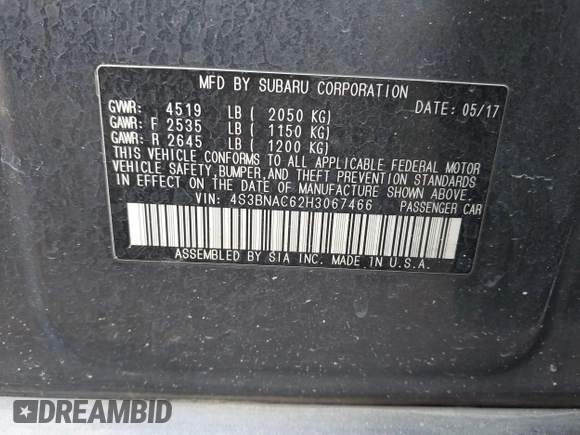 MFD BY SUBARU CORPORATION
GVWR: 4519 LB ( 2050 KG) DATE: 05/17
GAWR: F 2535 LB ( 1150 KG)
GAWR: R 2645 LB ( 1200 KG)
THIS VEHICLE CONFORMS TO ALL APPLICABLE FEDERAL MOTOR
VEHICLE SAFETY, BUMPER, AND THEFT PREVENTION STANDARDS
IN EFFECT ON THE DATE OF MANUFACTURE SHOWN ABOVE.
VIN: 4S3BNAC62H3067466 PASSENGER CAR
ASSEMBLED BY SIA INC. MADE IN U.S.A.
DREAMBID